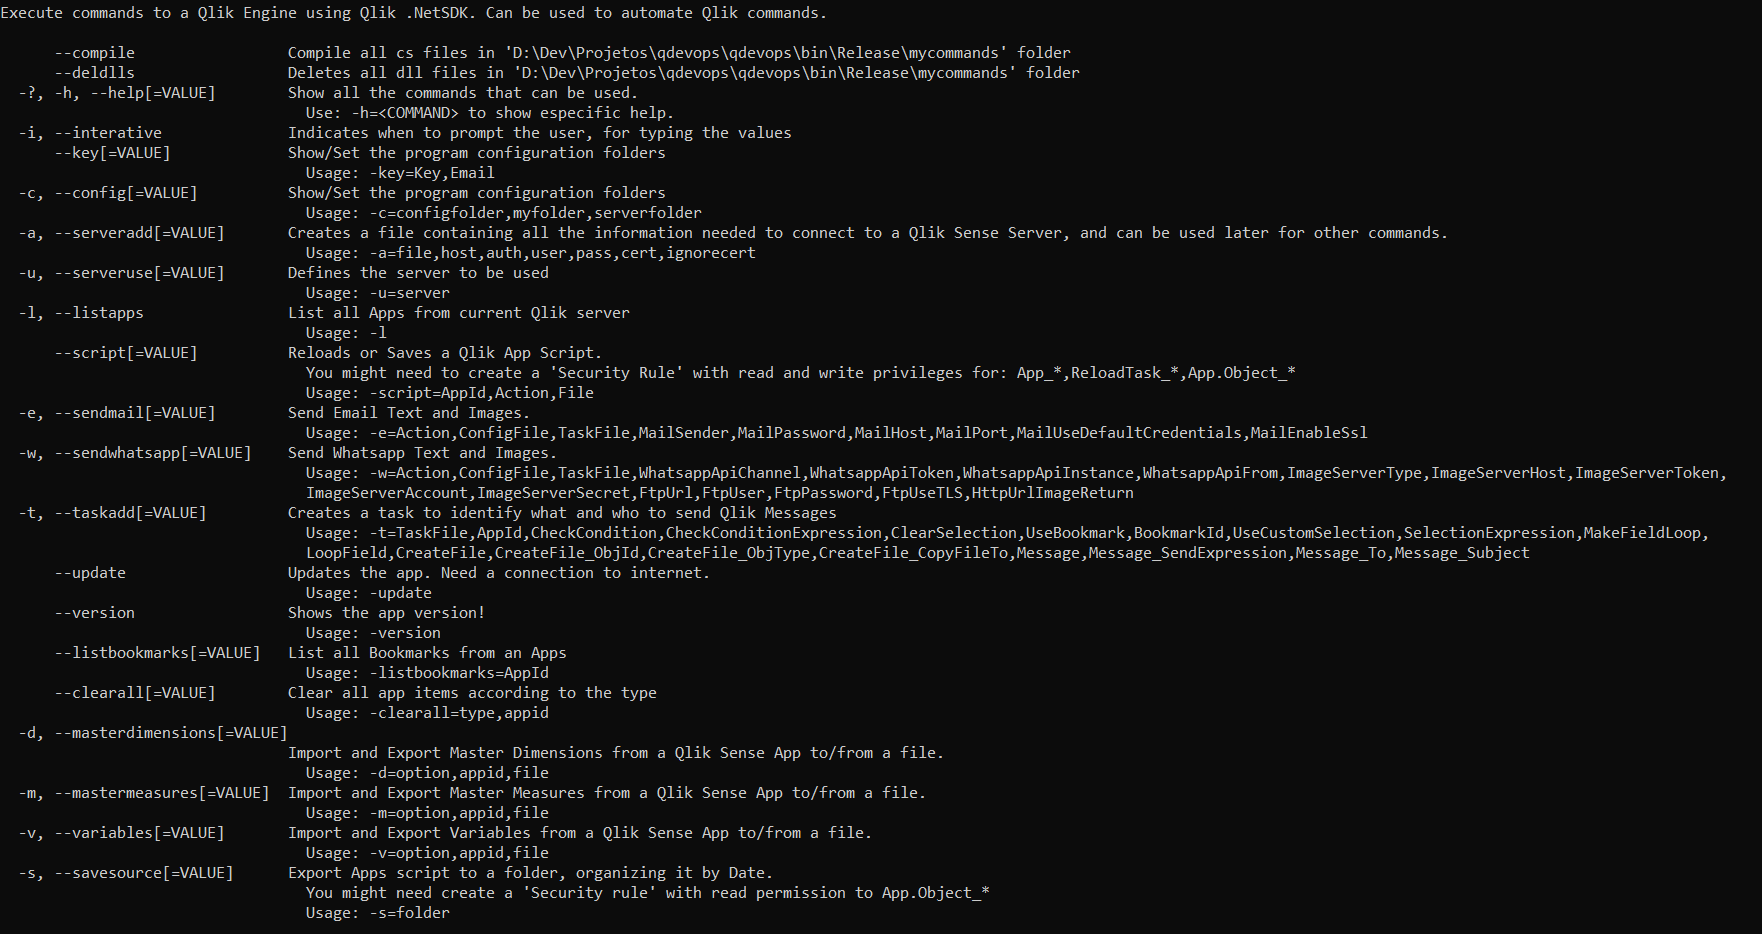 Execute commands to a Qlik Engine using Qlik .NetSDK. Can be used to automate Qlik commands.

      --compile                 Compile all cs files in 'D:\Dev\Projetos\qdevops\qdevops\bin\Release\mycommands' folder
      --deldlls                 Deletes all dll files in 'D:\Dev\Projetos\qdevops\qdevops\bin\Release\mycommands' folder
  -?, -h, --help[=VALUE]        Show all the commands that can be used.
                                  Use: -h=<COMMAND> to show especific help.
  -i, --interative              Indicates when to prompt the user, for typing the values
      --key[=VALUE]             Show/Set the program configuration folders
                                  Usage: -key=Key,Email
  -c, --config[=VALUE]          Show/Set the program configuration folders
                                  Usage: -c=configfolder,myfolder,serverfolder
  -a, --serveradd[=VALUE]       Creates a file containing all the information needed to connect to a Qlik Sense Server, and can be used later for other commands.
                                  Usage: -a=file,host,auth,user,pass,cert,ignorecert
  -u, --serveruse[=VALUE]       Defines the server to be used
                                  Usage: -u=server
  -l, --listapps                List all Apps from current Qlik server
                                  Usage: -l
      --script[=VALUE]          Reloads or Saves a Qlik App Script.
                                  You might need to create a 'Security Rule' with read and write privileges for: App_*,ReloadTask_*,App.Object_*
                                  Usage: -script=AppId,Action,File
  -e, --sendmail[=VALUE]        Send Email Text and Images.
                                  Usage: -e=Action,ConfigFile,TaskFile,MailSender,MailPassword,MailHost,MailPort,MailUseDefaultCredentials,MailEnableSsl
  -w, --sendwhatsapp[=VALUE]    Send Whatsapp Text and Images.
                                  Usage: -w=Action,ConfigFile,TaskFile,WhatsappApiChannel,WhatsappApiToken,WhatsappApiInstance,WhatsappApiFrom,ImageServerType,ImageServerHost,ImageServerToken,
                                  ImageServerAccount,ImageServerSecret,FtpUrl,FtpUser,FtpPassword,FtpUseTLS,HttpUrlImageReturn
  -t, --taskadd[=VALUE]         Creates a task to identify what and who to send Qlik Messages
                                  Usage: -t=TaskFile,AppId,CheckCondition,CheckConditionExpression,ClearSelection,UseBookmark,BookmarkId,UseCustomSelection,SelectionExpression,MakeFieldLoop,
                                  LoopField,CreateFile,CreateFile_ObjId,CreateFile_ObjType,CreateFile_CopyFileTo,Message,Message_SendExpression,Message_To,Message_Subject
      --update                  Updates the app. Need a connection to internet.
                                  Usage: -update
      --version                 Shows the app version!
                                  Usage: -version
      --listbookmarks[=VALUE]   List all Bookmarks from an Apps
                                  Usage: -listbookmarks=AppId
      --clearall[=VALUE]        Clear all app items according to the type
                                  Usage: -clearall=type,appid
  -d, --masterdimensions[=VALUE]
                                Import and Export Master Dimensions from a Qlik Sense App to/from a file.
                                  Usage: -d=option,appid,file
  -m, --mastermeasures[=VALUE]  Import and Export Master Measures from a Qlik Sense App to/from a file.
                                  Usage: -m=option,appid,file
  -v, --variables[=VALUE]       Import and Export Variables from a Qlik Sense App to/from a file.
                                  Usage: -v=option,appid,file
  -s, --savesource[=VALUE]      Export Apps script to a folder, organizing it by Date.
                                  You might need create a 'Security rule' with read permission to App.Object_*
                                  Usage: -s=folder